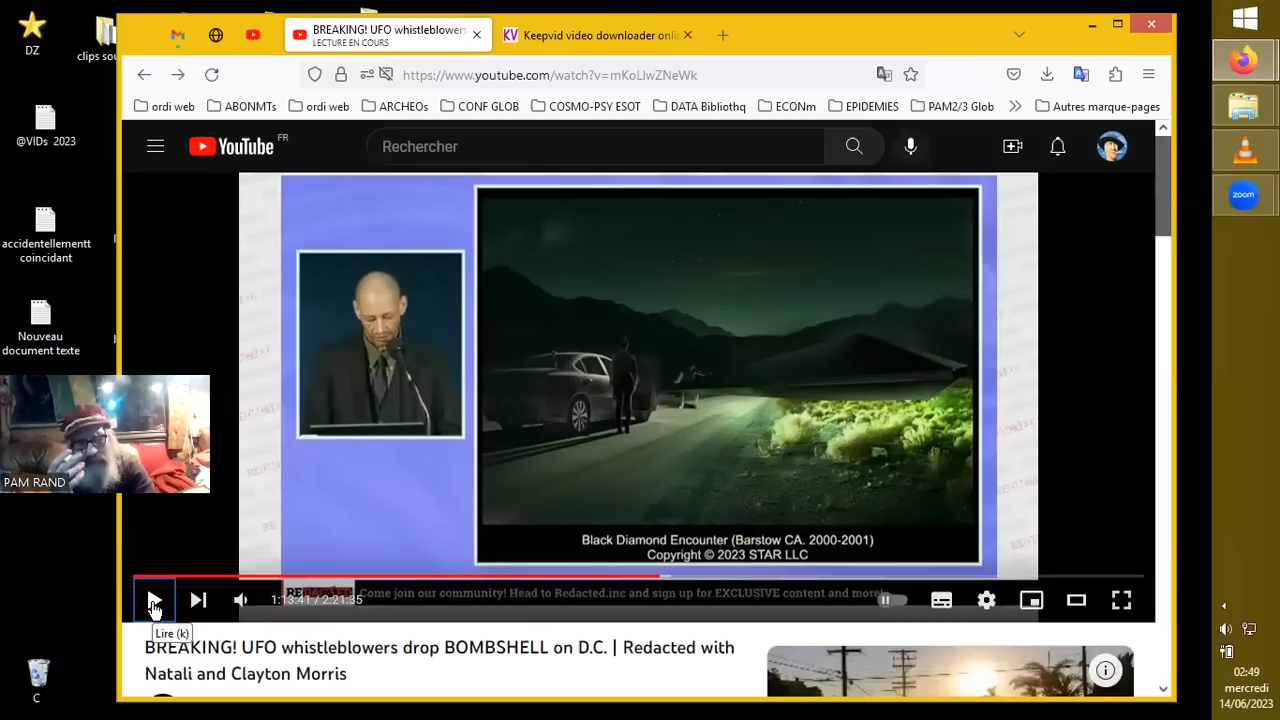 DZ
clips sou
@VIDs 2023
accidentellementt
coincidant
Nouveau
document texte
C
BREAKING! UFO whistleblowers
LECTURE EN COURS
KV Keepvid video downloader onli
https://www.youtube.com/watch?v=mKoLlwZNeWk
ordi web
ABONMTs
ordi web
ARCHEOs
CONF GLOB
COSMO-PSY ESOT
DATA Bibliothq
ECONm
EPIDEMIES
PAM2/3 Glob
Autres marque-pages
YouTube FR
Rechercher
Black Diamond Encounter (Barstow CA. 2000-2001)
Copyright © 2023 STAR LLC
PAM RAND
REDACTED Come join our community! Head to Redacted.inc and sign up for EXCLUSIVE content and more!
1:13:41 / 2:21:35
Lire (k)
BREAKING! UFO whistleblowers drop BOMBSHELL on D.C. | Redacted with
Natali and Clayton Morris
zoom
02:49
mercredi
14/06/2023